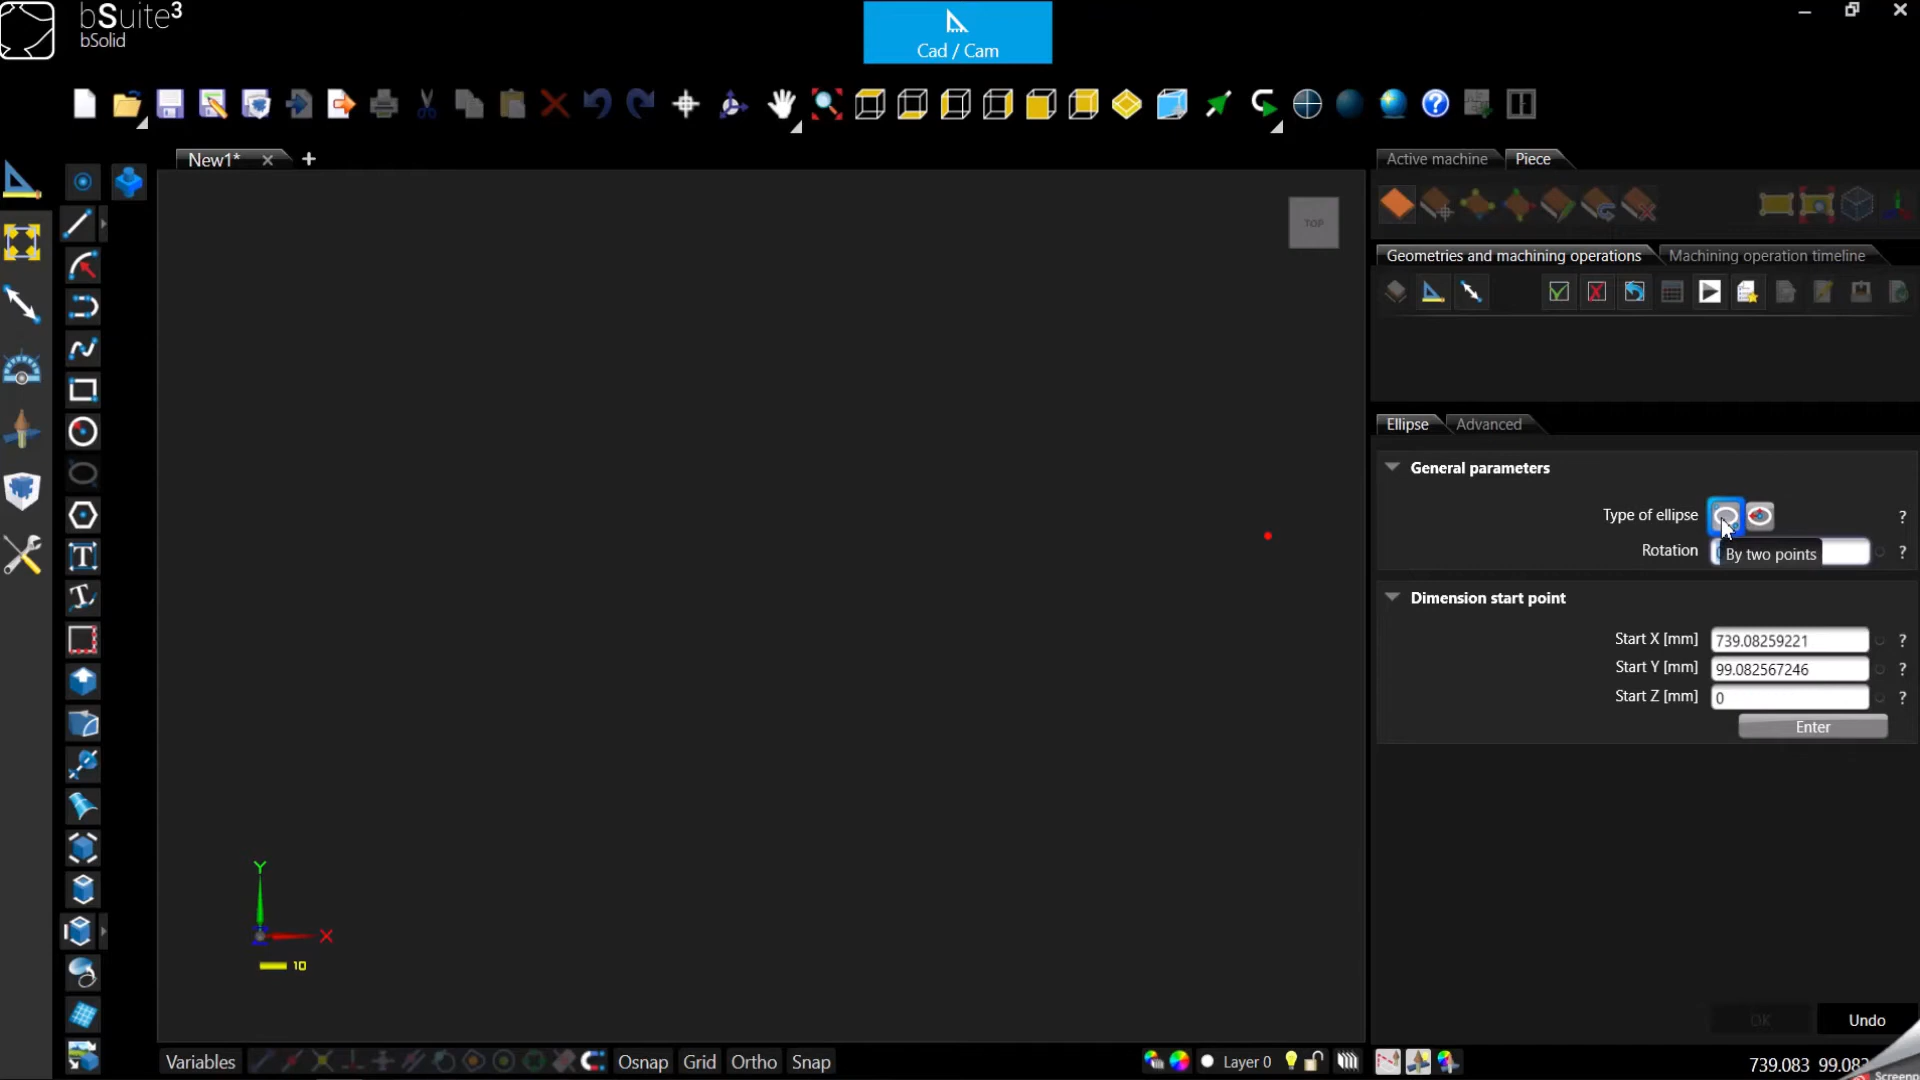 bSuite³
bSolid
Cad / Cam
New1*
TOP
Active machine
Piece
Geometries and machining operations
Machining operation timeline
Ellipse
Advanced
General parameters
Type of ellipse
?
Rotation
By two points
?
Dimension start point
Start X [mm]
739.08259221
?
Start Y [mm]
99.082567246
?
Start Z [mm]
0
?
Enter
Y
X
10
OK
Undo
Variables
Osnap
Grid
Ortho
Snap
Layer 0
739.083